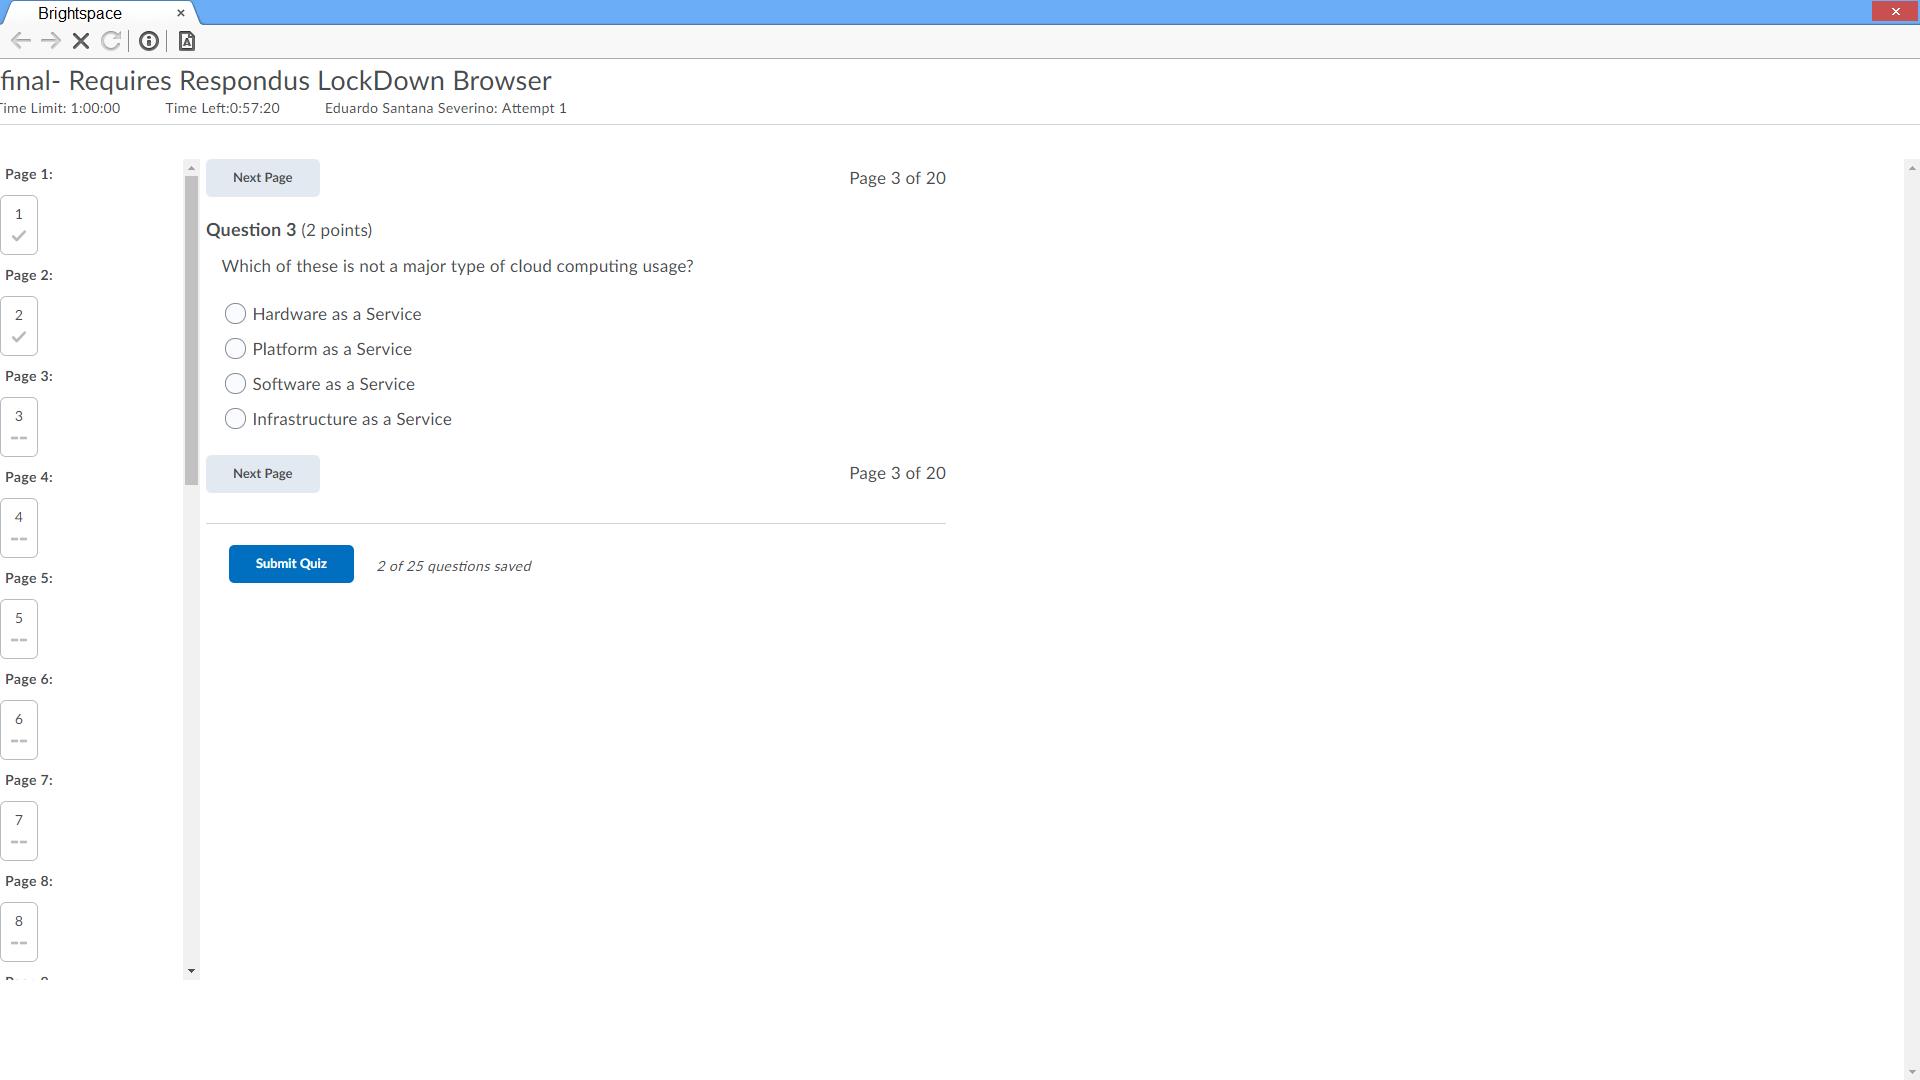 Brightspace
final- Requires Respondus LockDown Browser
Time Limit: 1:00:00 Time Left:0:57:20 Eduardo Santana Severino: Attempt 1
Page 1:
1
Page 2:
2
Page 3:
3
--
Page 4:
4
--
Page 5:
5
--
Page 6:
6
--
Page 7:
7
--
Page 8:
8
--
Next Page Page 3 of 20
Question 3 (2 points)
Which of these is not a major type of cloud computing usage?
Hardware as a Service
Platform as a Service
Software as a Service
Infrastructure as a Service
Next Page Page 3 of 20
Submit Quiz 2 of 25 questions saved